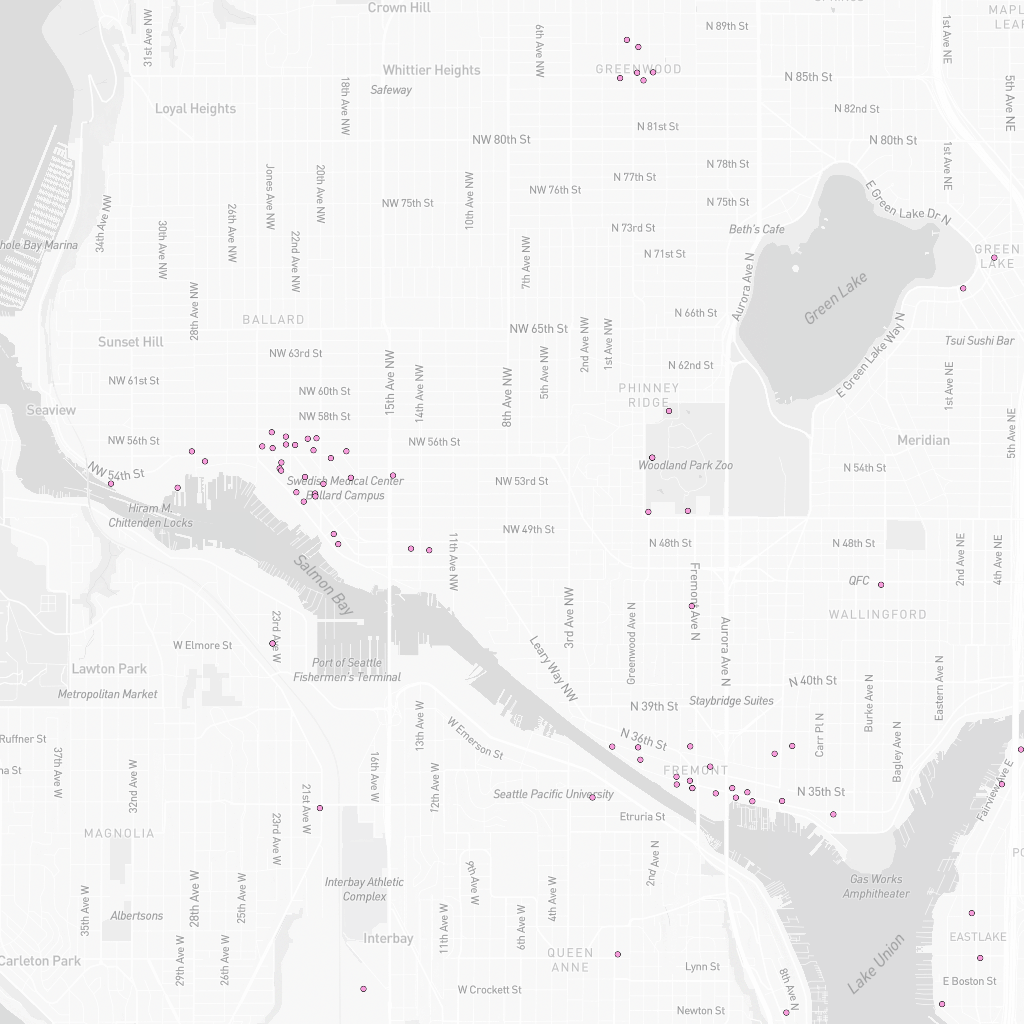 Crown Hill
SPRINGS
MAPLE
LEAF
31st Ave NW
6th Ave NW
N 89th St
1st Ave NE
Whittier Heights
GREENWOOD
N 85th St
5th Ave NE
Safeway
18th Ave NW
Loyal Heights
N 82nd St
N 81st St
NW 80th St
N 80th St
1st Ave NE
N 78th St
Jones Ave NW
20th Ave NW
10th Ave NW
N 77th St
NW 76th St
NW 75th St
N 75th St
E Green Lake Dr N
34th Ave NW
30th Ave NW
26th Ave NW
22nd Ave NW
N 73rd St
Beth's Cafe
hole Bay Marina
7th Ave NW
N 71st St
GREEN
LAKE
Aurora Ave N
Green Lake
28th Ave NW
N 66th St
BALLARD
NW 65th St
2nd Ave NW
1st Ave NW
Sunset Hill
E Green Lake Way N
Tsui Sushi Bar
NW 63rd St
5th Ave NW
N 62nd St
NW 61st St
15th Ave NW
14th Ave NW
8th Ave NW
1st Ave NE
NW 60th St
PHINNEY
RIDGE
Seaview
NW 58th St
5th Ave NE
NW 56th St
NW 56th St
Meridian
NW 54th St
Woodland Park Zoo
N 54th St
Swedish Medical Center
Ballard Campus
NW 53rd St
Hiram M.
Chittenden Locks
NW 49th St
N 48th St
N 48th St
11th Ave NW
2nd Ave NE
4th Ave NE
Salmon Bay
QFC
Fremont Ave N
3rd Ave NW
Greenwood Ave N
WALLINGFORD
23rd Ave W
Aurora Ave N
W Elmore St
Leary Way NW
Port of Seattle
Fishermen's Terminal
Lawton Park
Metropolitan Market
N 40th St
Eastern Ave N
Burke Ave N
Staybridge Suites
N 39th St
Carr Pl N
Bagley Ave N
13th Ave W
W Emerson St
N 36th St
Ruffner St
37th Ave W
32nd Ave W
16th Ave W
12th Ave W
FREMONT
Fairview Ave E
21st Ave W
Seattle Pacific University
N 35th St
Etruria St
MAGNOLIA
23rd Ave W
2nd Ave N
9th Ave W
Interbay Athletic
Complex
Gas Works
Amphitheater
28th Ave W
25th Ave W
35th Ave W
4th Ave W
Albertsons
11th Ave W
6th Ave W
Interbay
EASTLAKE
29th Ave W
26th Ave W
QUEEN
ANNE
Carleton Park
Lake Union
Lynn St
8th Ave N
E Boston St
W Crockett St
Newton St